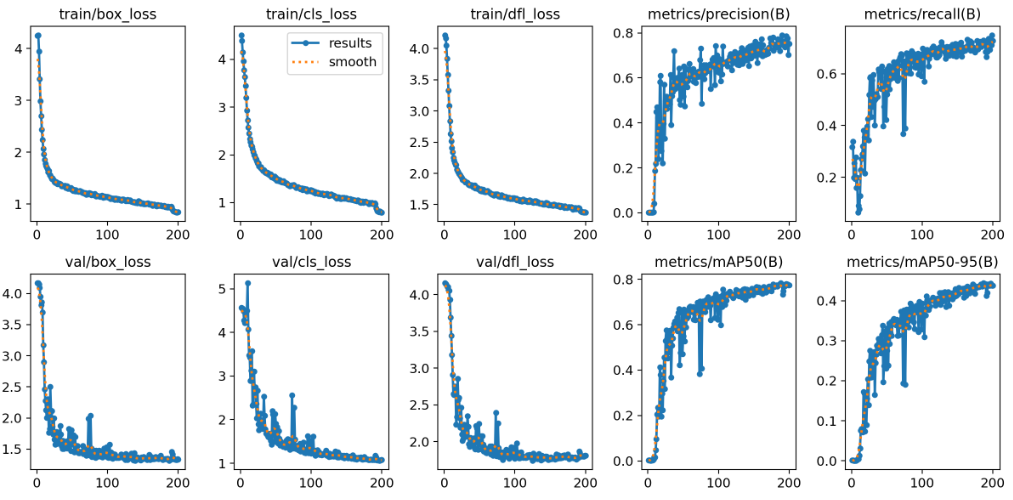 train/box_loss
4
3
2
1
0 100 200
train/cls_loss
results
smooth
4
3
2
1
0 100 200
train/dfl_loss
4.0
3.5
3.0
2.5
2.0
1.5
0 100 200
metrics/precision(B)
0.8
0.6
0.4
0.2
0.0
0 100 200
metrics/recall(B)
0.6
0.4
0.2
0 100 200
val/box_loss
4.0
3.5
3.0
2.5
2.0
1.5
0 100 200
val/cls_loss
5
4
3
2
1
0 100 200
val/dfl_loss
4.0
3.5
3.0
2.5
2.0
0 100 200
metrics/mAP50(B)
0.8
0.6
0.4
0.2
0.0
0 100 200
metrics/mAP50-95(B)
0.4
0.3
0.2
0.1
0.0
0 100 200